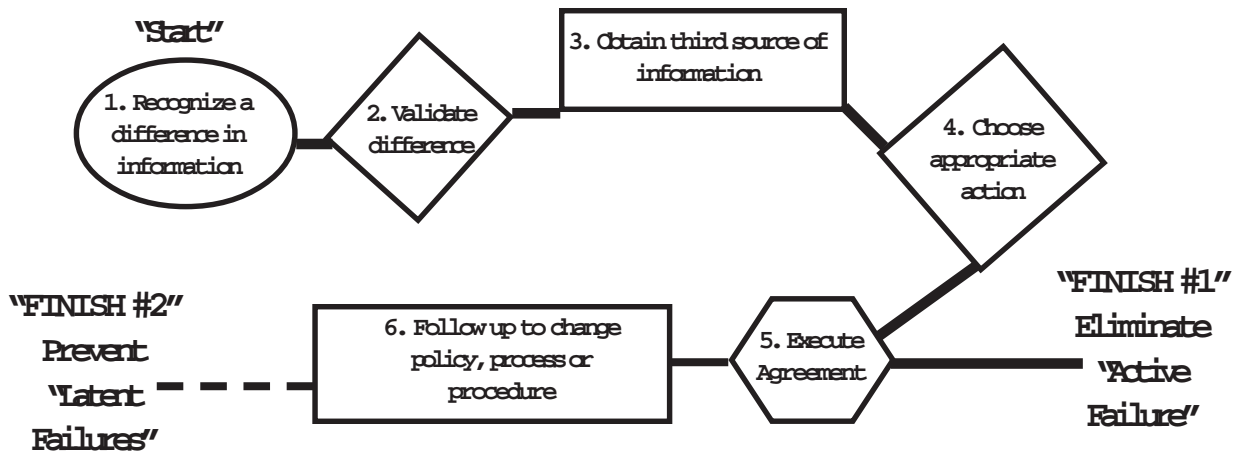 “Start”
1. Recognize a
difference in
information
2. Validate
difference
3. Obtain third source of
information
4. Choose
appropriate
action
5. Execute
Agreement
“FINISH #1”
Eliminate
“Active
Failure”
6. Follow up to change
policy, process or
procedure
“FINISH #2”
Prevent
“Latent
Failures”